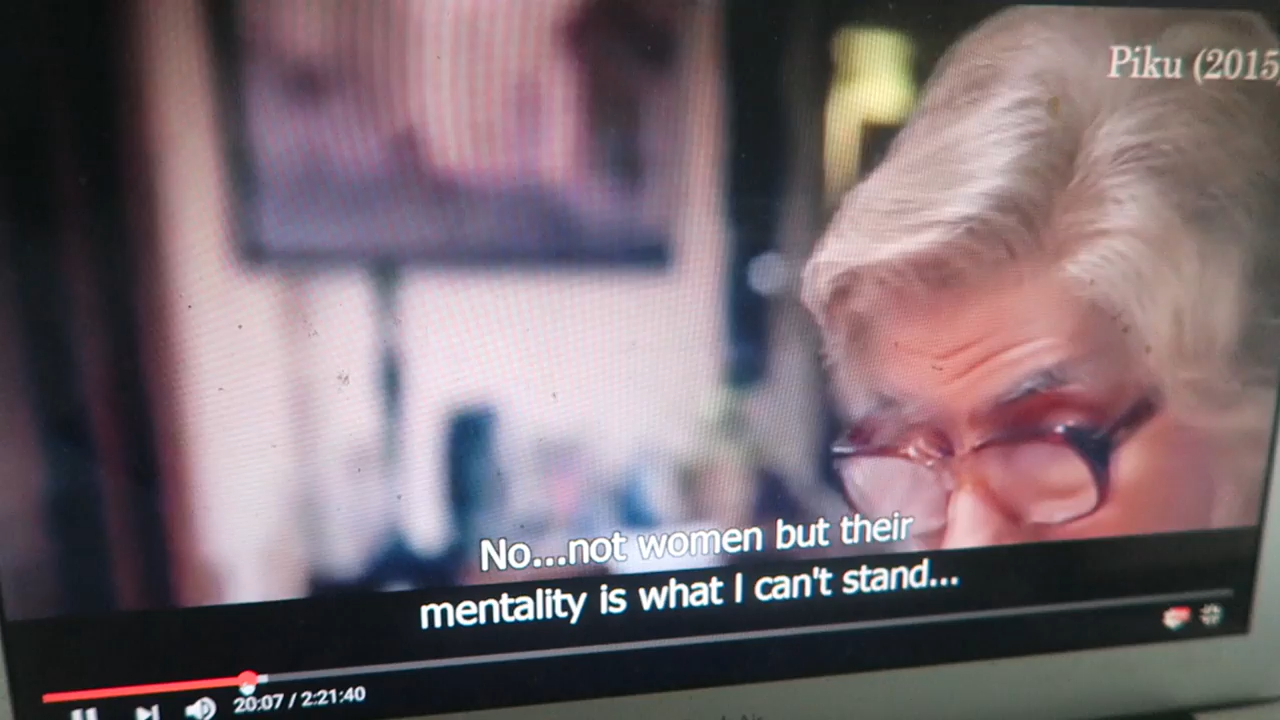 Piku (2015
No...not women but their
mentality is what I can't stand...
20:07 / 2:21:40